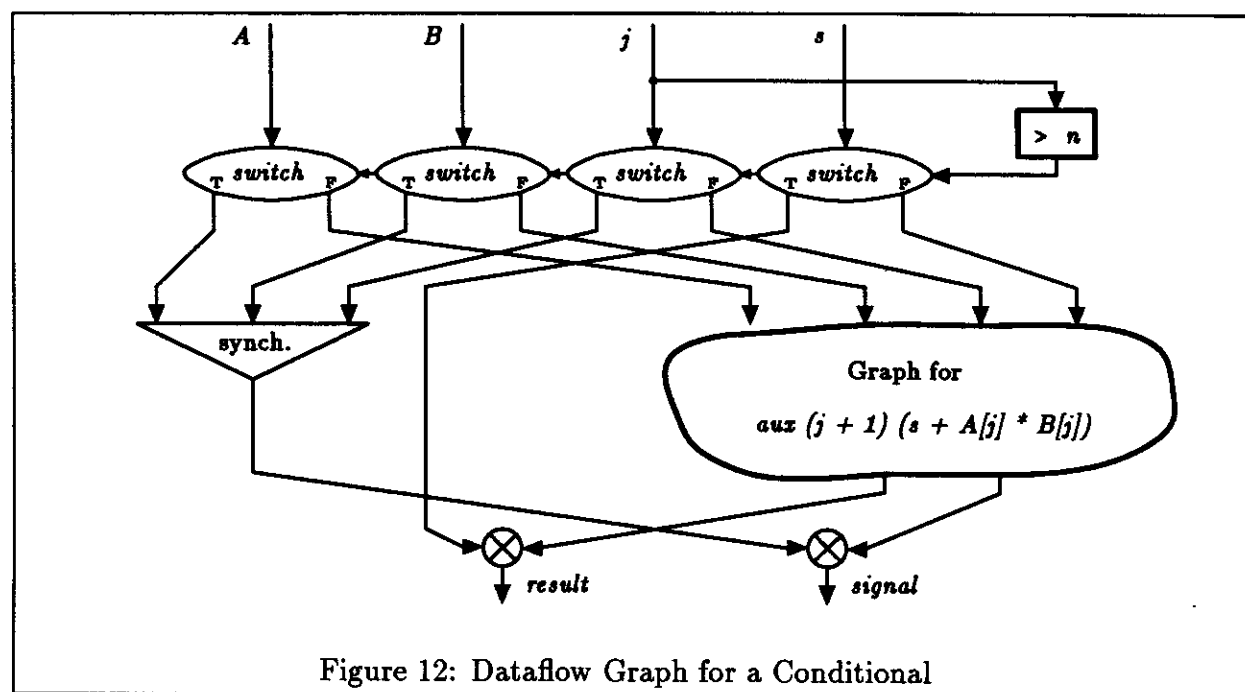 A B j s
> n
T switch F T switch F T switch F T switch F
synch.
Graph for
aux (j + 1) (s + A[j] * B[j])
result signal
Figure 12: Dataflow Graph for a Conditional